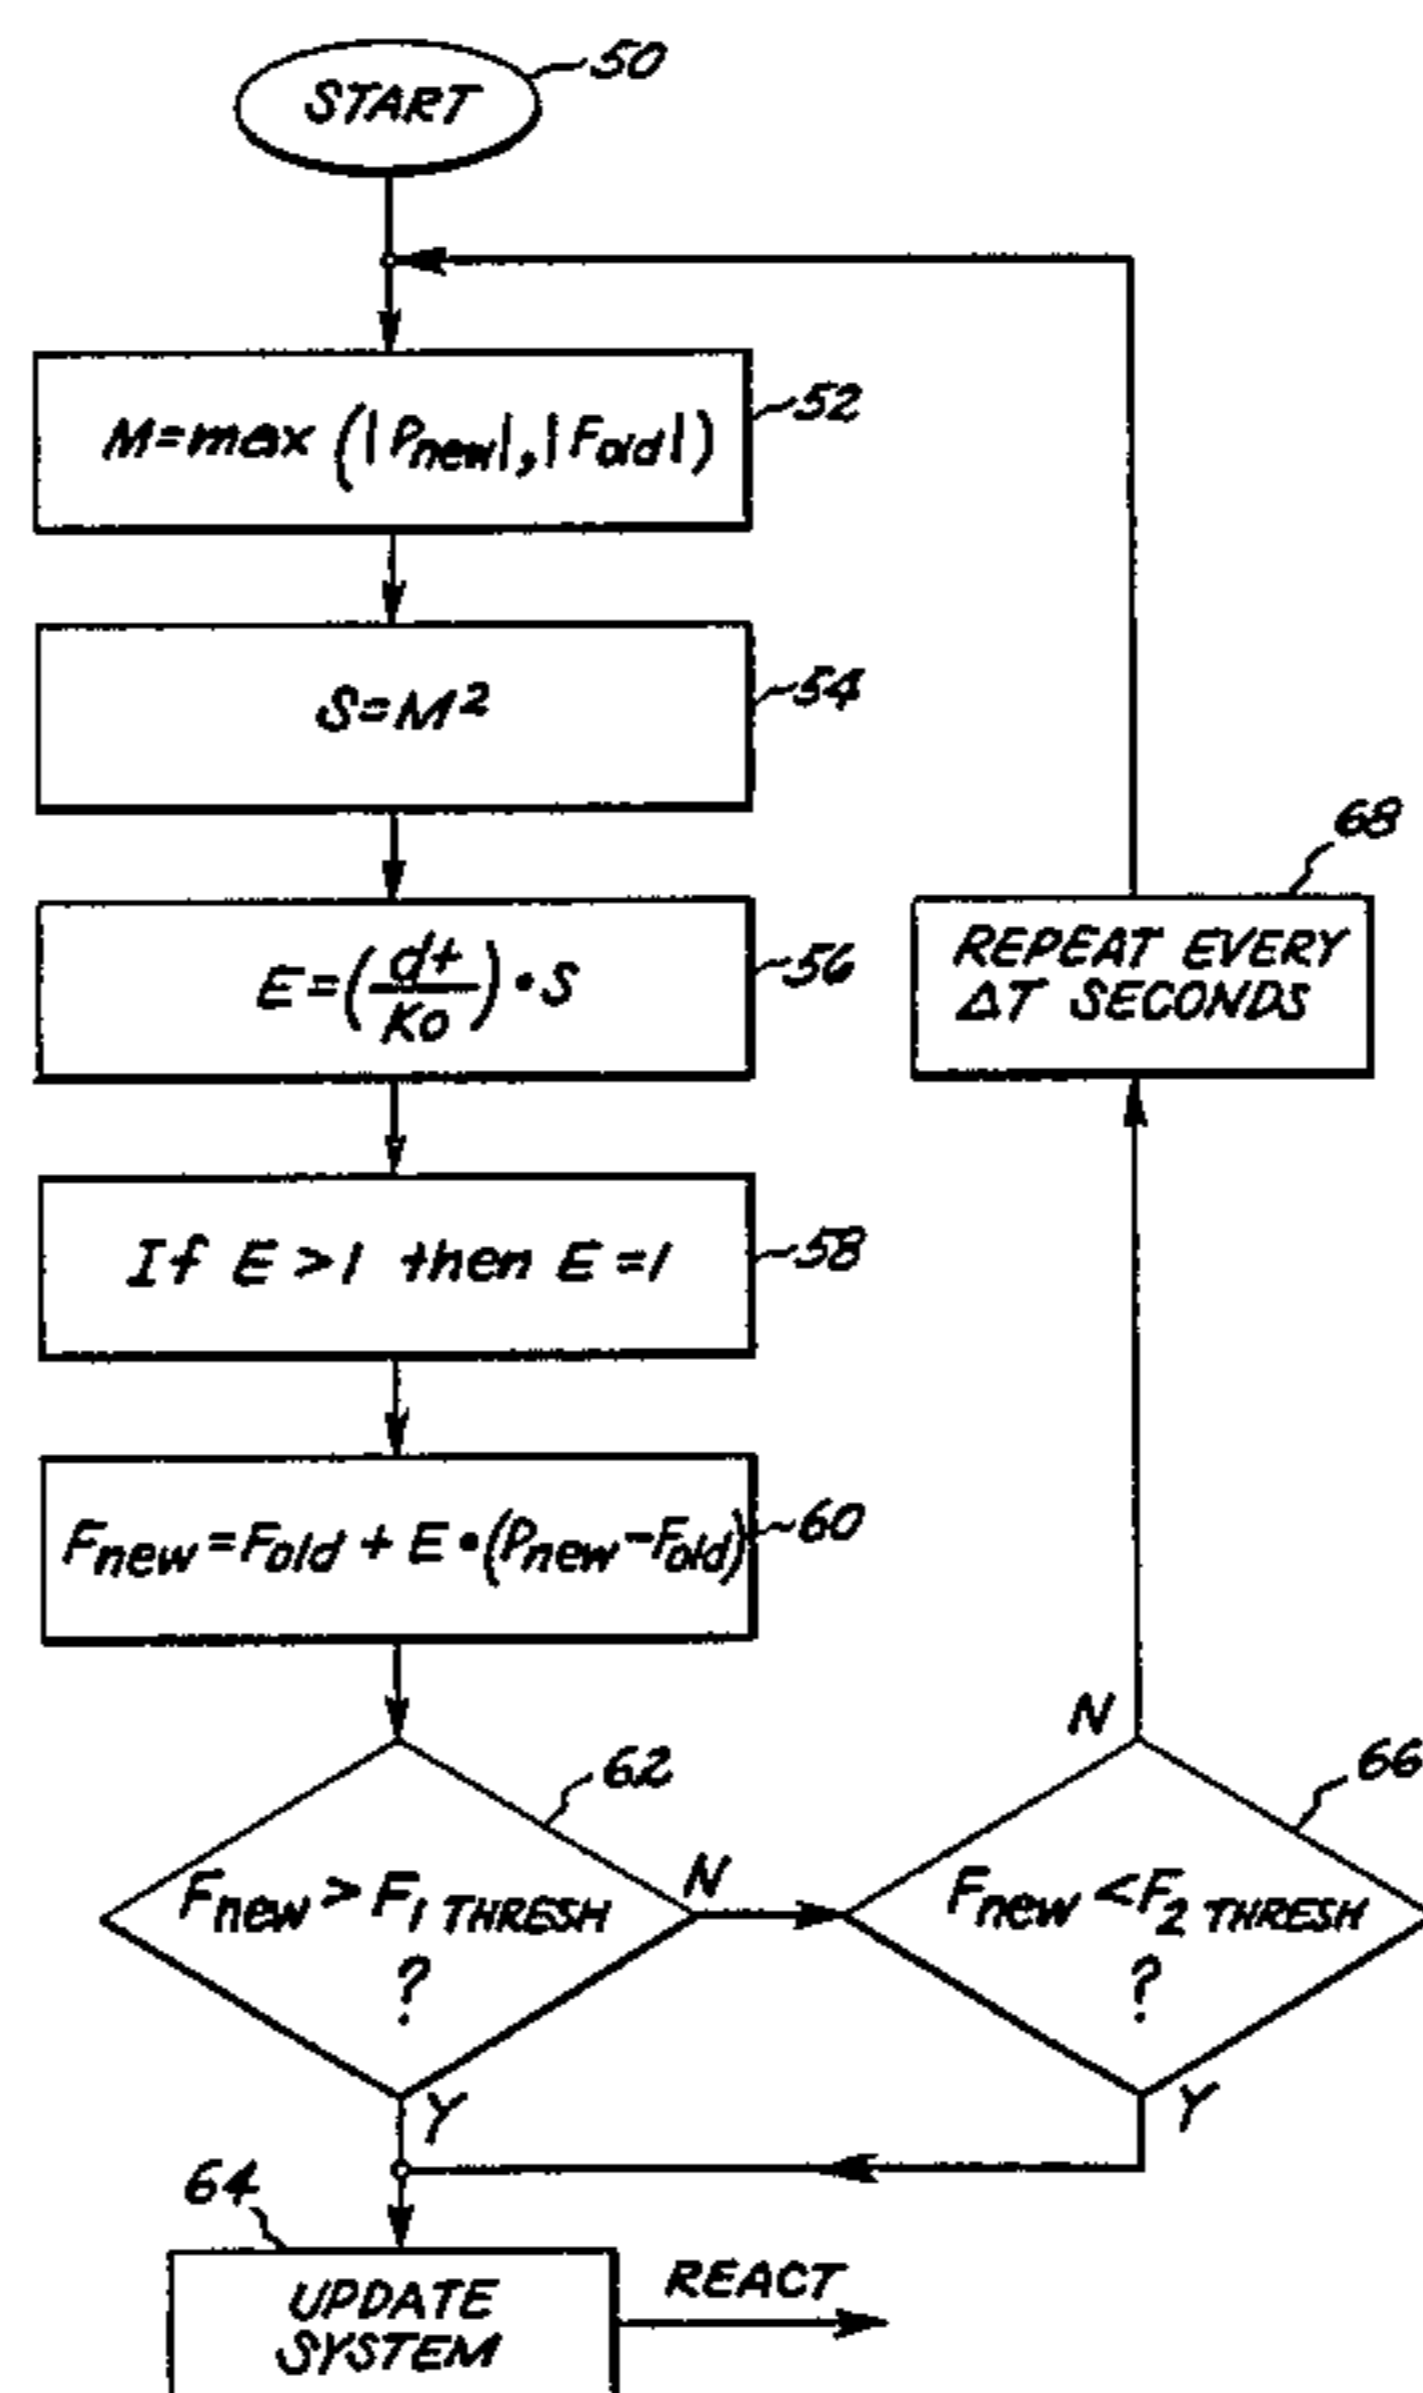 START
50
M=max (|Pnew|,|Fold|)
52
S=M²
54
E=(dt/Ko)•S
56
If E >1 then E =1
58
Fnew=Fold + E•(Pnew-Fold)
60
62
Fnew>F1 THRESH
?
N
Y
66
Fnew<F2 THRESH
?
N
Y
68
REPEAT EVERY
ΔT SECONDS
64
UPDATE
SYSTEM
REACT